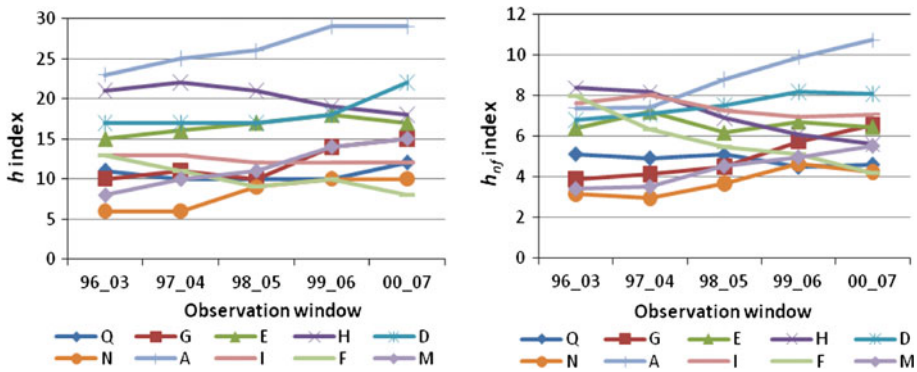 30
25
20
15
10
5
0
h index
96_03 97_04 98_05 99_06 00_07
Observation window
Q G E H D
N A I F M
12
10
8
6
4
2
0
hnf index
96_03 97_04 98_05 99_06 00_07
Observation window
Q G E H D
N A I F M